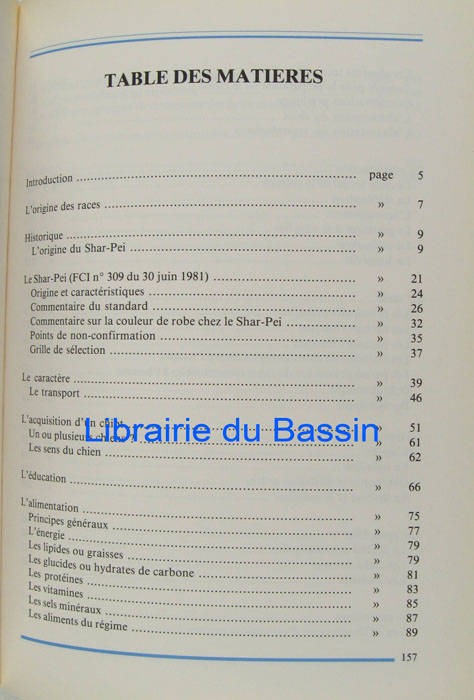 TABLE DES MATIERES
Introduction ........ page 5
L'origine des races ........ » 7
Historique ........ » 9
L'origine du Shar-Pei ........ » 9
Le Shar-Pei (FCI n° 309 du 30 juin 1981) ........ » 21
Origine et caractéristiques ........ » 24
Commentaire du standard ........ » 26
Commentaire sur la couleur de robe chez le Shar-Pei ........ » 32
Points de non-confirmation ........ » 35
Grille de sélection ........ » 37
Le caractère ........ » 39
Le transport ........ » 46
L'acquisition d'un ........ » 51
Librairie du Bassin
Un ou plusieurs ? ........ » 61
Les sens du chien ........ » 62
L'éducation ........ » 66
L'alimentation ........ » 75
Principes généraux ........ » 77
L'énergie ........ » 79
Les lipides ou graisses ........ » 79
Les glucides ou hydrates de carbone ........ » 81
Les protéines ........ » 83
Les vitamines ........ » 85
Les sels minéraux ........ » 87
Les aliments du régime ........ » 89
157